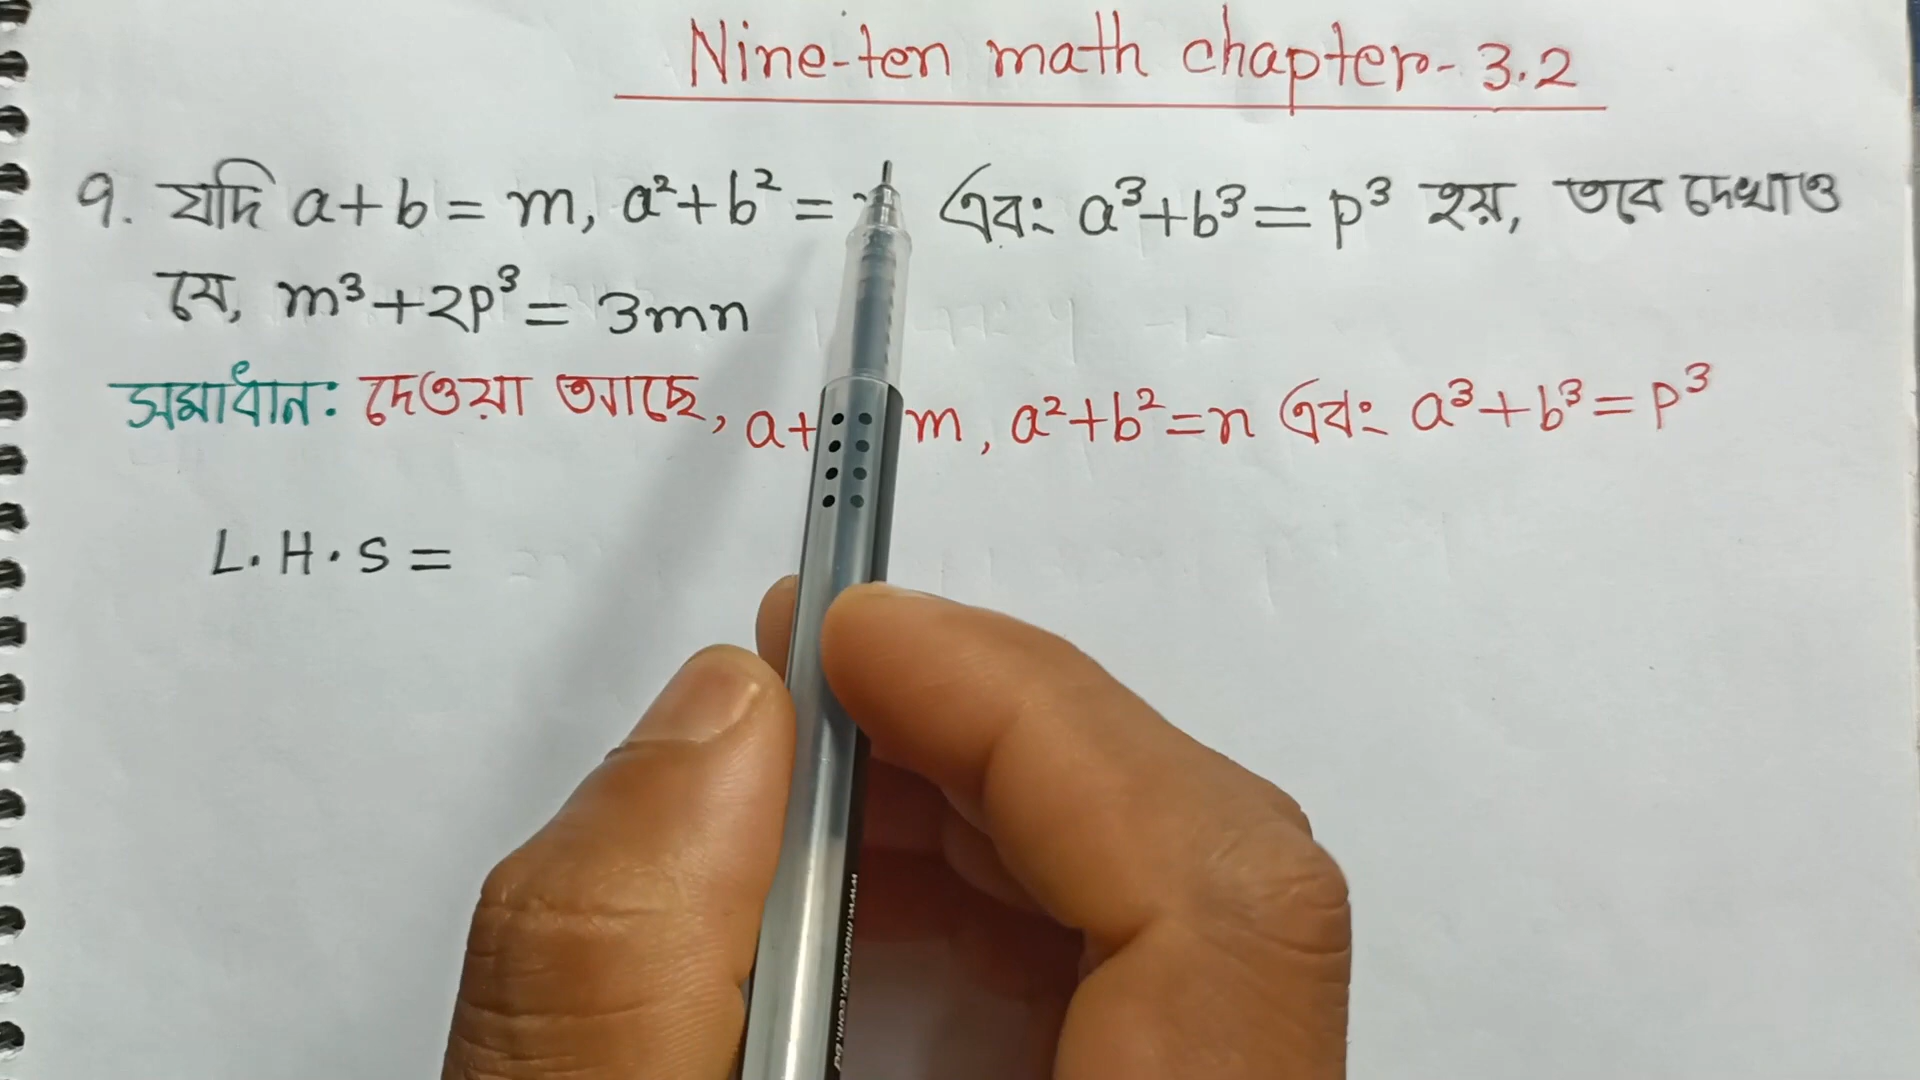 Nine-ten math chapter-3.2
9. যদি a+b=m, a²+b²= এবং a³+b³=p³ হয়, তবে দেখাও
যে, m³+2p³=3mn
সমাধান: দেওয়া আছে, a+ m, a²+b²=n এবং a³+b³=p³
L.H.S=